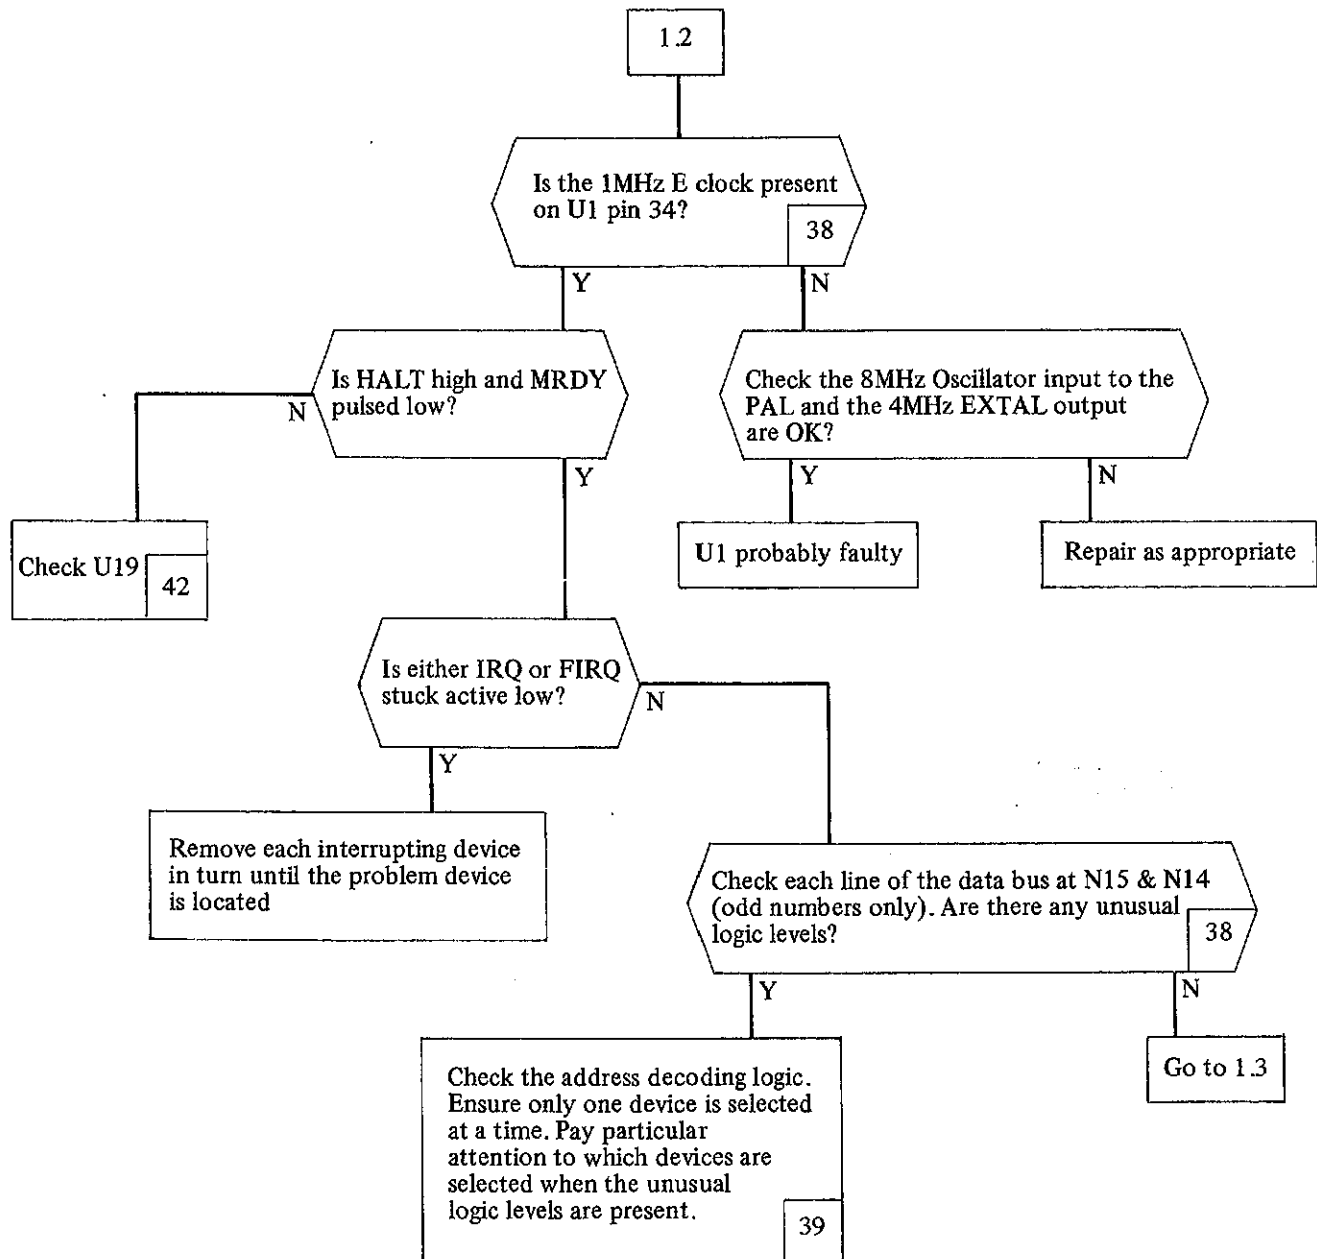 1.2
Is the 1MHz E clock present
on U1 pin 34?
38
Y
N
Is HALT high and MRDY
pulsed low?
N
Y
Check the 8MHz Oscillator input to the
PAL and the 4MHz EXTAL output
are OK?
Y
N
Check U19
42
U1 probably faulty
Repair as appropriate
Is either IRQ or FIRQ
stuck active low?
N
Y
Remove each interrupting device
in turn until the problem device
is located
Check each line of the data bus at N15 & N14
(odd numbers only). Are there any unusual
logic levels?
38
Y
N
Check the address decoding logic.
Ensure only one device is selected
at a time. Pay particular
attention to which devices are
selected when the unusual
logic levels are present.
39
Go to 1.3